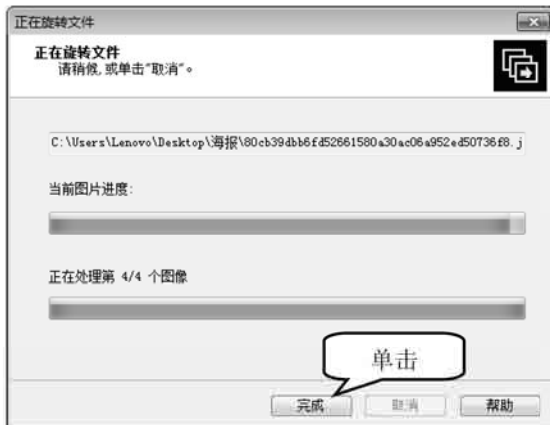 正在旋转文件
正在旋转文件
请稍候,或单击"取消"。
C:\Users\Lenovo\Desktop\海报\80cb39dbb6fd52661580a30ac06a952ed50736f8.j
当前图片进度:
正在处理第 4/4 个图像
单击
完成
取消
帮助